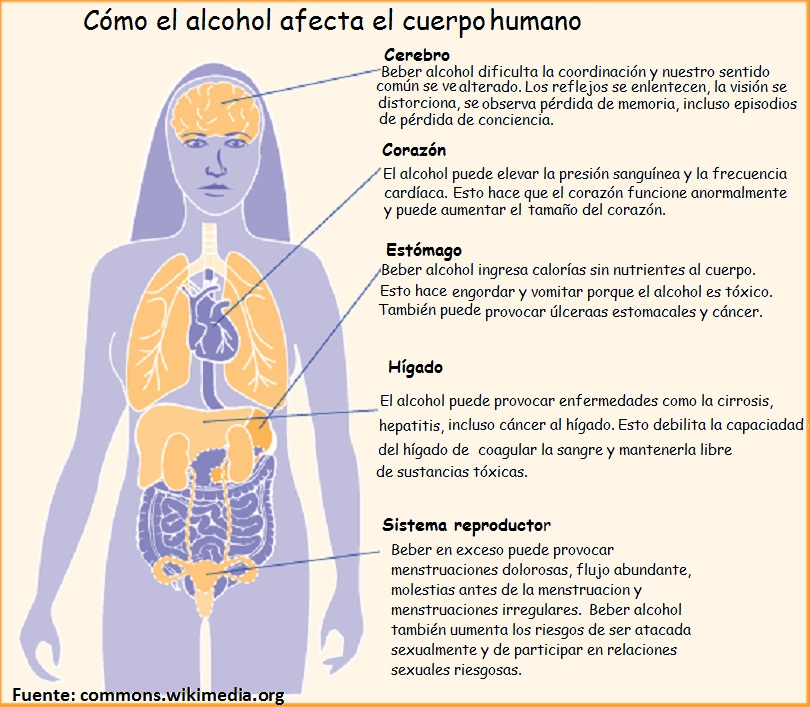 Cómo el alcohol afecta el cuerpo humano
Cerebro
Beber alcohol dificulta la coordinación y nuestro sentido
común se ve alterado. Los reflejos se enlentecen, la visión se
distorciona, se observa pérdida de memoria, incluso episodios
de pérdida de conciencia.
Corazón
El alcohol puede elevar la presión sanguínea y la frecuencia
cardíaca. Esto hace que el corazón funcione anormalmente
y puede aumentar el tamaño del corazón.
Estómago
Beber alcohol ingresa calorías sin nutrientes al cuerpo.
Esto hace engordar y vomitar porque el alcohol es tóxico.
También puede provocar úlceraas estomacales y cáncer.
Hígado
El alcohol puede provocar enfermedades como la cirrosis,
hepatitis, incluso cáncer al hígado. Esto debilita la capaciadad
del hígado de coagular la sangre y mantenerla libre
de sustancias tóxicas.
Sistema reproductor
Beber en exceso puede provocar
menstruaciones dolorosas, flujo abundante,
molestias antes de la menstruacion y
menstruaciones irregulares. Beber alcohol
también uumenta los riesgos de ser atacada
sexualmente y de participar en relaciones
sexuales riesgosas.
Fuente: commons.wikimedia.org